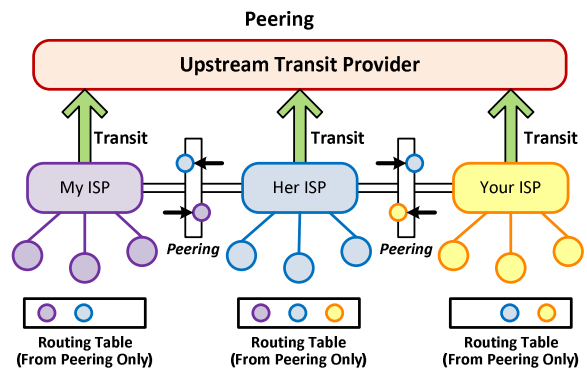 Peering
Upstream Transit Provider
Transit
Transit
Transit
My ISP
Her ISP
Your ISP
Peering
Peering
Routing Table
(From Peering Only)
Routing Table
(From Peering Only)
Routing Table
(From Peering Only)